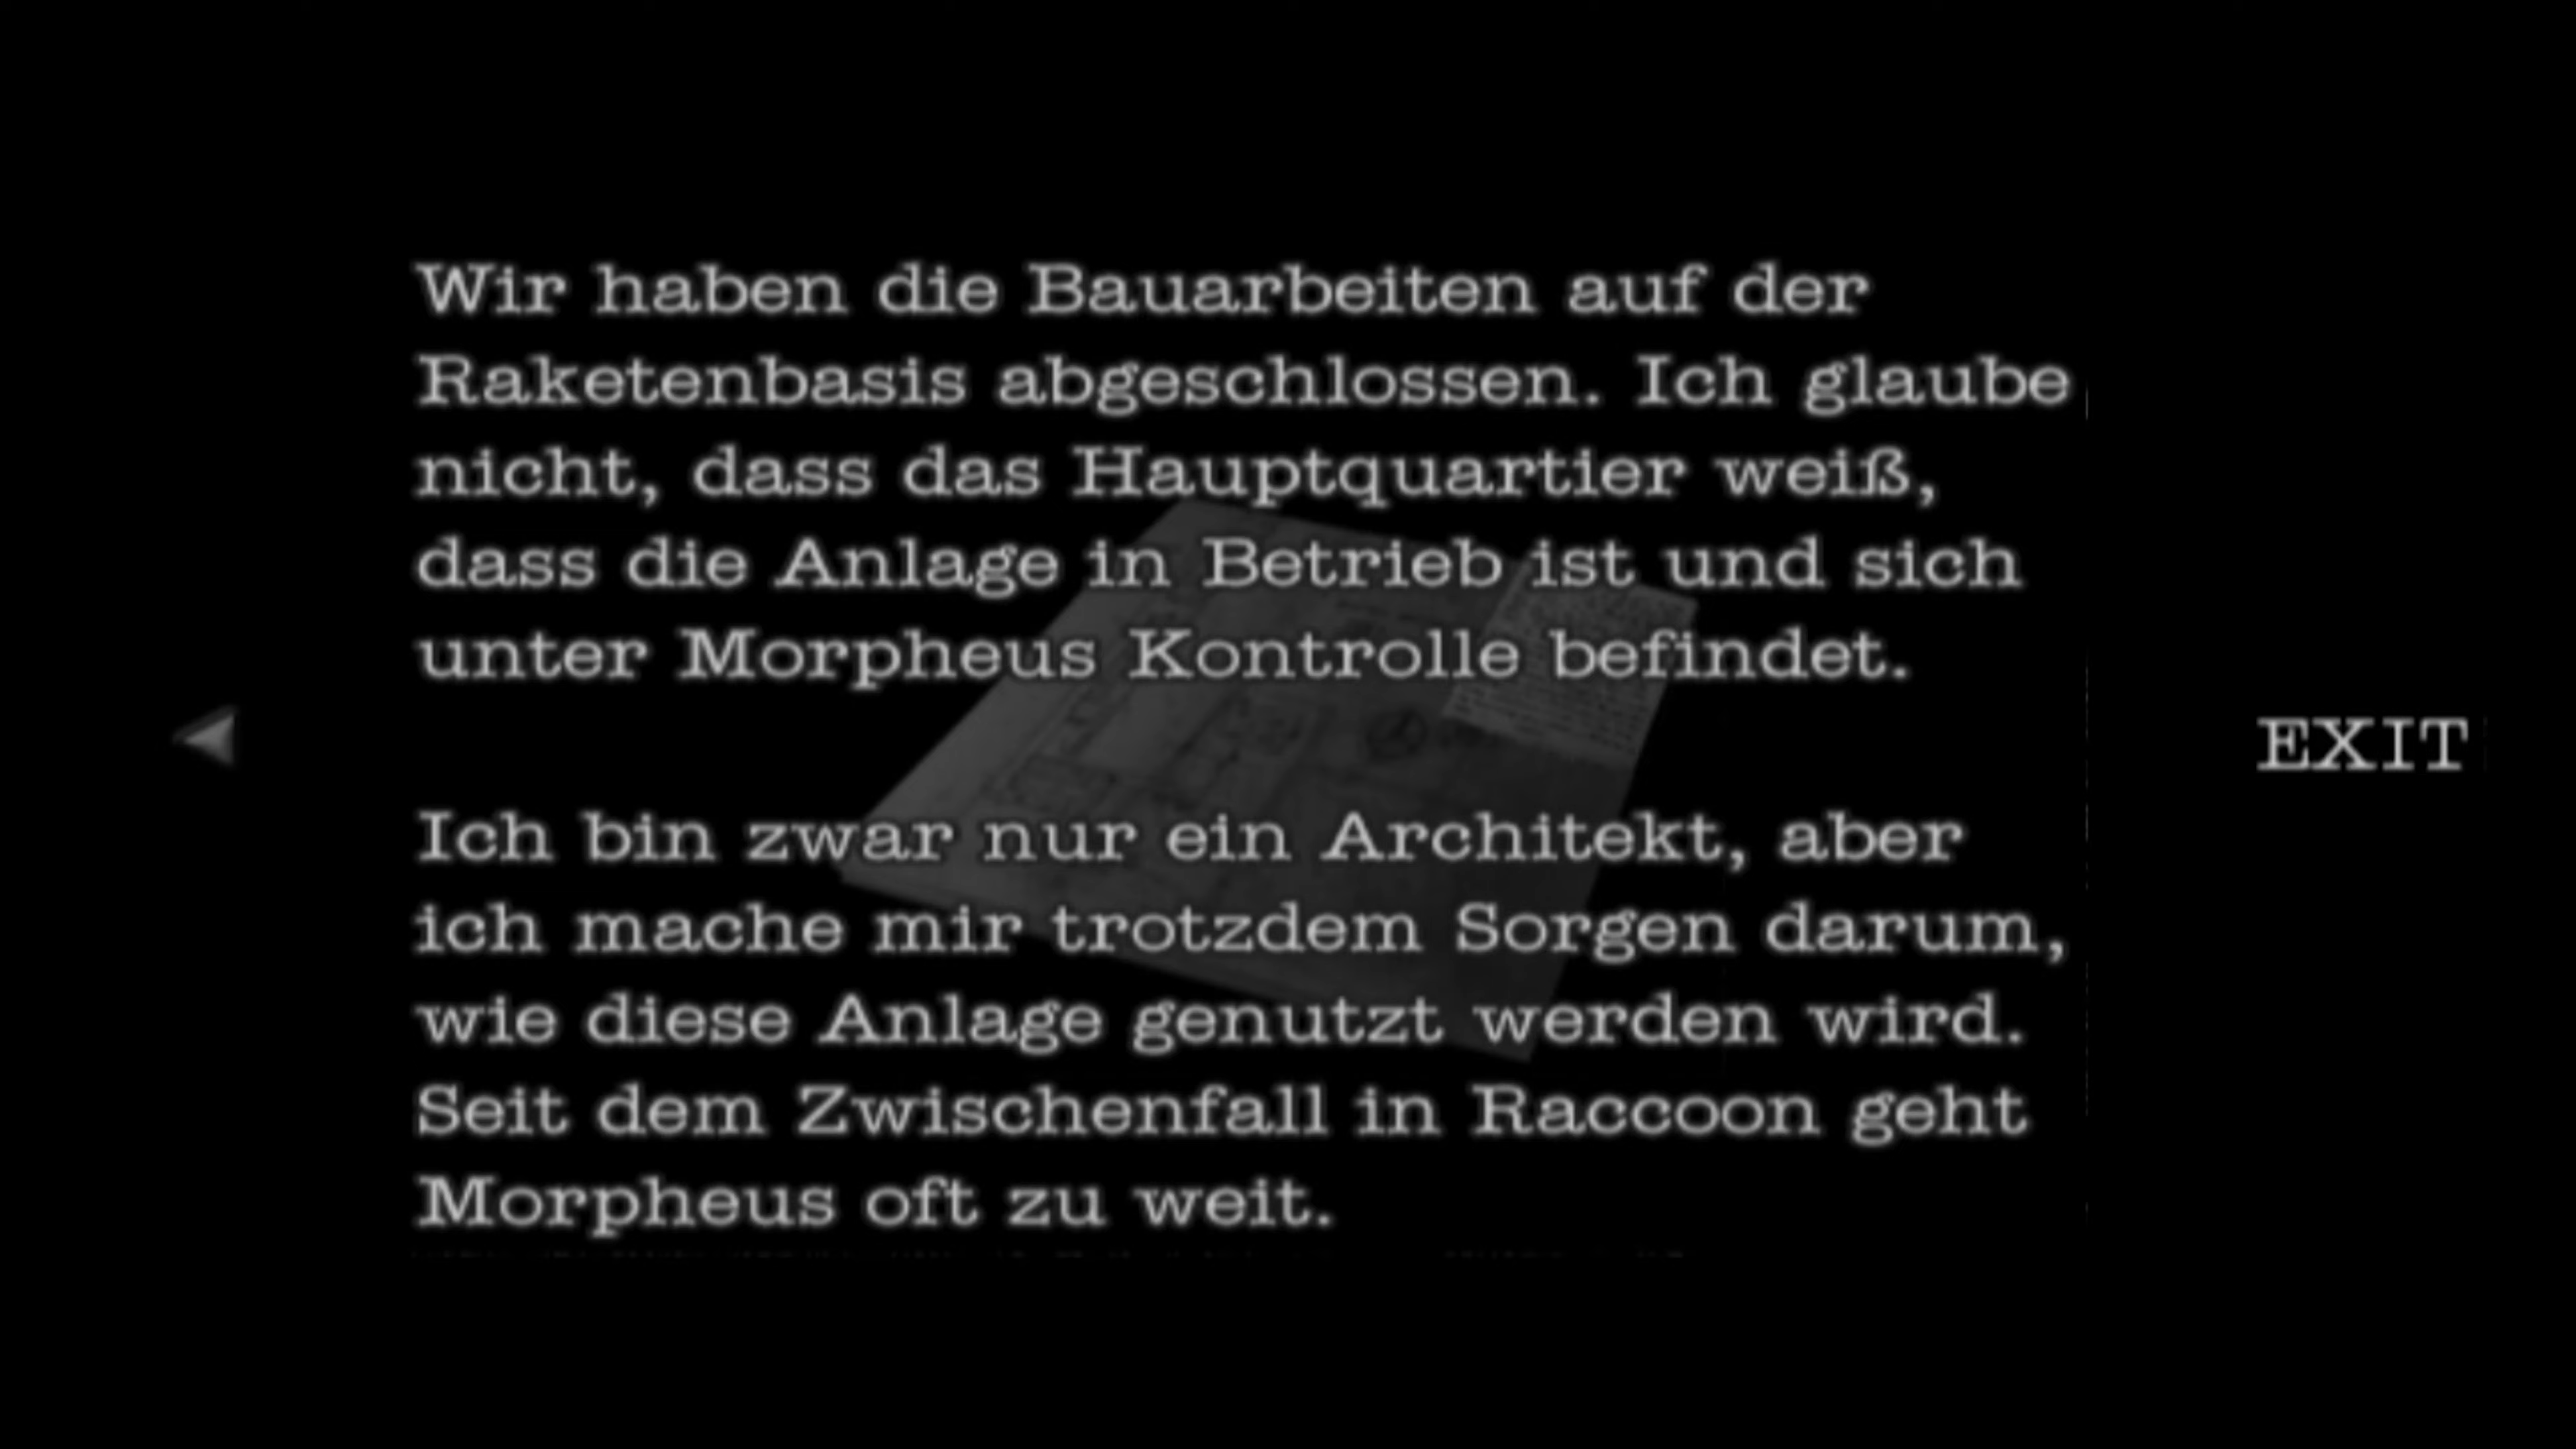 Wir haben die Bauarbeiten auf der
Raketenbasis abgeschlossen. Ich glaube
nicht, dass das Hauptquartier weiß,
dass die Anlage in Betrieb ist und sich
unter Morpheus Kontrolle befindet.
EXIT
Ich bin zwar nur ein Architekt, aber
ich mache mir trotzdem Sorgen darum,
wie diese Anlage genutzt werden wird.
Seit dem Zwischenfall in Raccoon geht
Morpheus oft zu weit.